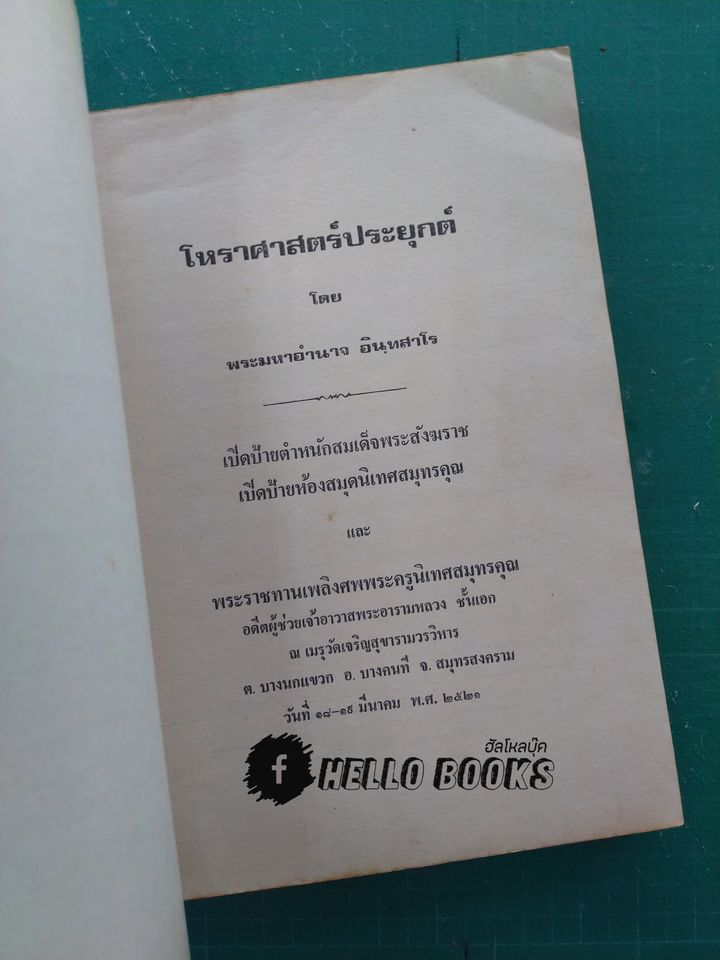 โหราศาสตร์ประยุกต์
โดย
พระมหาอำนาจ อินฺทสาโร
เปิดป้ายตำหนักสมเด็จพระสังฆราช
เปิดป้ายห้องสมุดนิเทศสมุทรคุณ
และ
พระราชทานเพลิงศพพระครูนิเทศสมุทรคุณ
อดีตผู้ช่วยเจ้าอาวาสพระอารามหลวง ชั้นเอก
ณ เมรุวัดเจริญสุขารามวรวิหาร
ต. บางนกแขวก อ. บางคนที จ. สมุทรสงคราม
วันที่ ๑๘-๑๙ มีนาคม พ.ศ. ๒๕๒๑
f
ฮัลโหลบุ๊ค
HELLO BOOKS